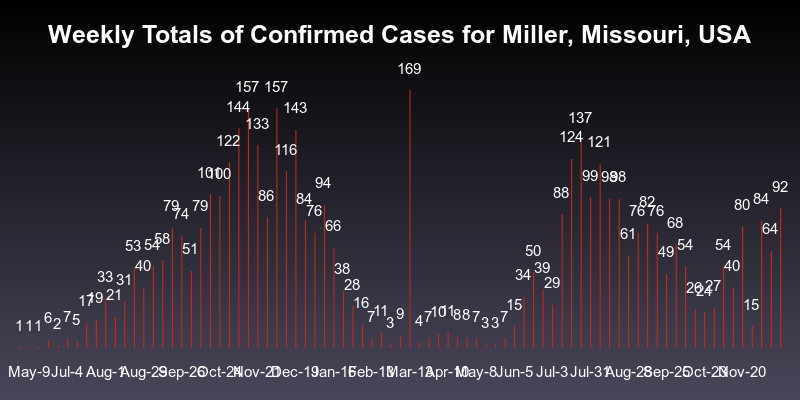 Weekly Totals of Confirmed Cases for Miller, Missouri, USA
1 1 1 6 2 7 5 17 19 33 21 31 53 40 54 58 79 74 51 79 101 100 122 144 157 133 86 157 116 143 84 76 94 66 38 28 16 7 11 3 9 169 4 7 10 11 8 8 7 3 3 7 15 34 50 39 29 88 124 137 99 121 98 98 61 76 82 76 49 68 54 26 24 27 54 40 80 15 84 64 92
May-9 Jul-4 Aug-1 Aug-29 Sep-26 Oct-24 Nov-21 Dec-19 Jan-16 Feb-13 Mar-13 Apr-10 May-8 Jun-5 Jul-3 Jul-31 Aug-28 Sep-25 Oct-23 Nov-20